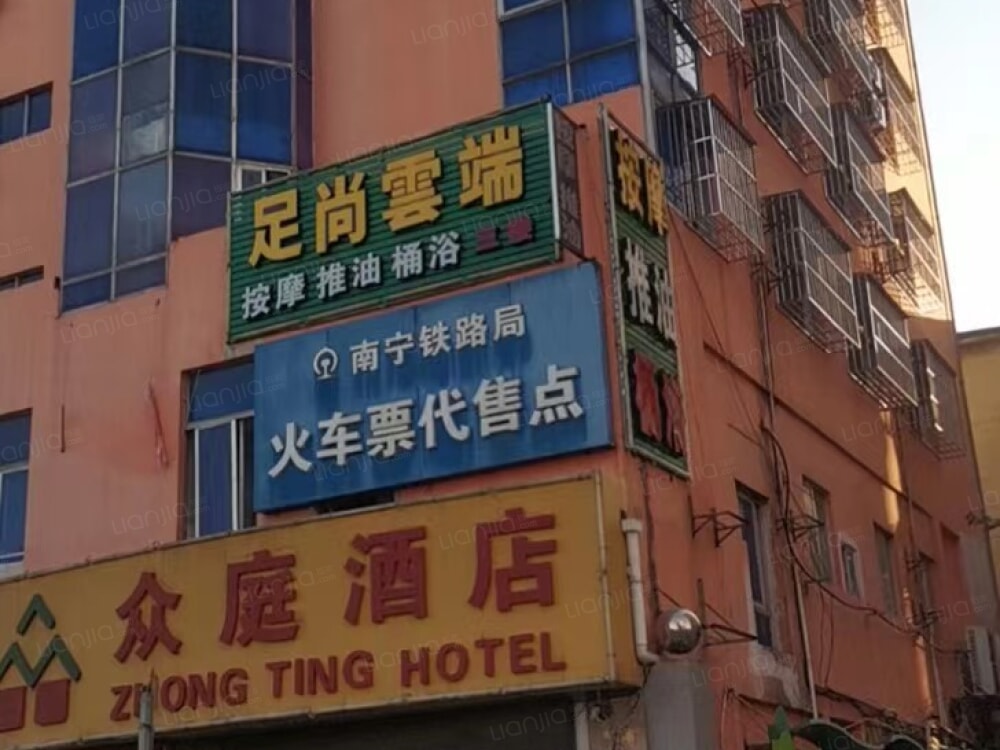 足尚雲端
按摩 推油 桶浴 三楼
南宁铁路局
火车票代售点
众庭酒店
ZHONG TING HOTEL
按摩
推油
lianjia